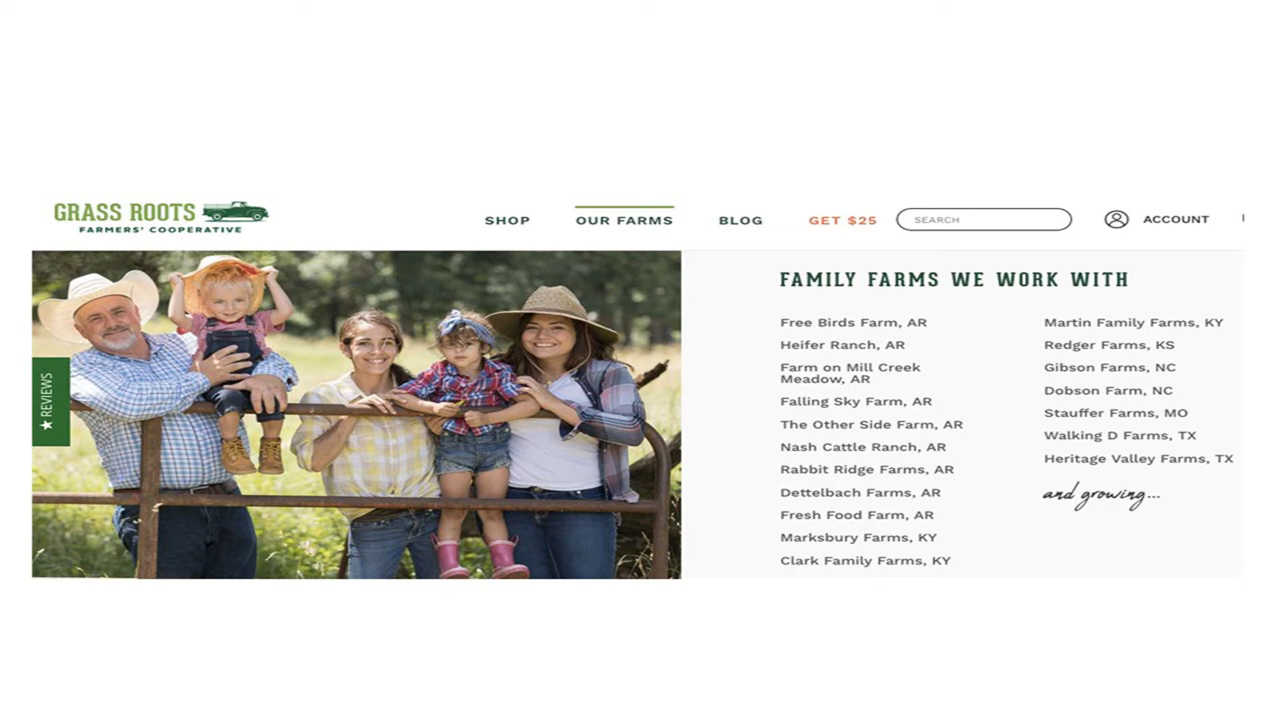 GRASS ROOTS
FARMERS' COOPERATIVE
SHOP
OUR FARMS
BLOG
GET $25
SEARCH
ACCOUNT
★ REVIEWS
FAMILY FARMS WE WORK WITH
Free Birds Farm, AR
Heifer Ranch, AR
Farm on Mill Creek
Meadow, AR
Falling Sky Farm, AR
The Other Side Farm, AR
Nash Cattle Ranch, AR
Rabbit Ridge Farms, AR
Dettelbach Farms, AR
Fresh Food Farm, AR
Marksbury Farms, KY
Clark Family Farms, KY
Martin Family Farms, KY
Redger Farms, KS
Gibson Farms, NC
Dobson Farm, NC
Stauffer Farms, MO
Walking D Farms, TX
Heritage Valley Farms, TX
and growing...